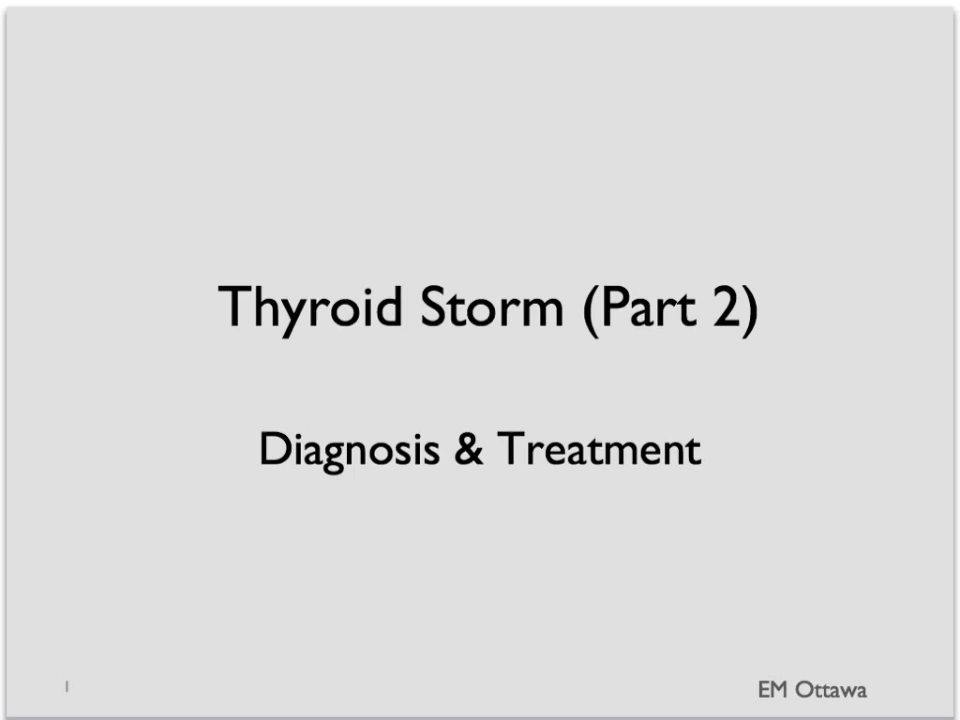 Thyroid Storm (Part 2)
Diagnosis & Treatment
1
EM Ottawa